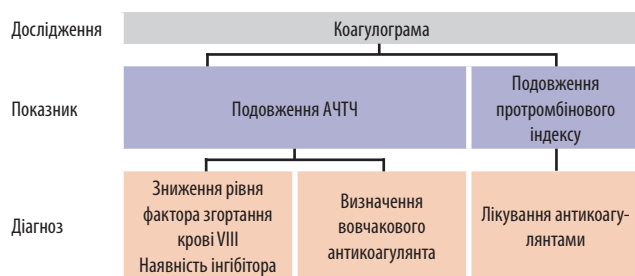 Дослідження
Коагулограма
Показник
Подовження АЧТЧ
Подовження
протромбінового
індексу
Діагноз
Зниження рівня
фактора згортання
крові VIII
Наявність інгібітора
Визначення
вовчакового
антикоагулянта
Лікування антикоагу-
лянтами